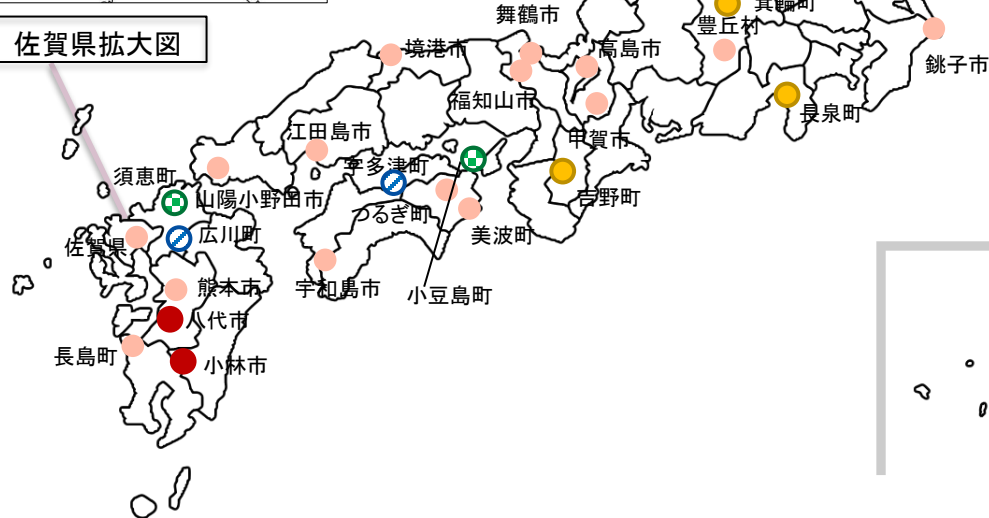 箕輪町
舞鶴市
豊丘村
佐賀県拡大図
境港市
高島市
銚子市
福知山市
長泉町
江田島市
甲賀市
宇多津町
須恵町
山陽小野田市
吉野町
つるぎ町
広川町
美波町
佐賀県
熊本市
宇和島市
小豆島町
八代市
長島町
小林市